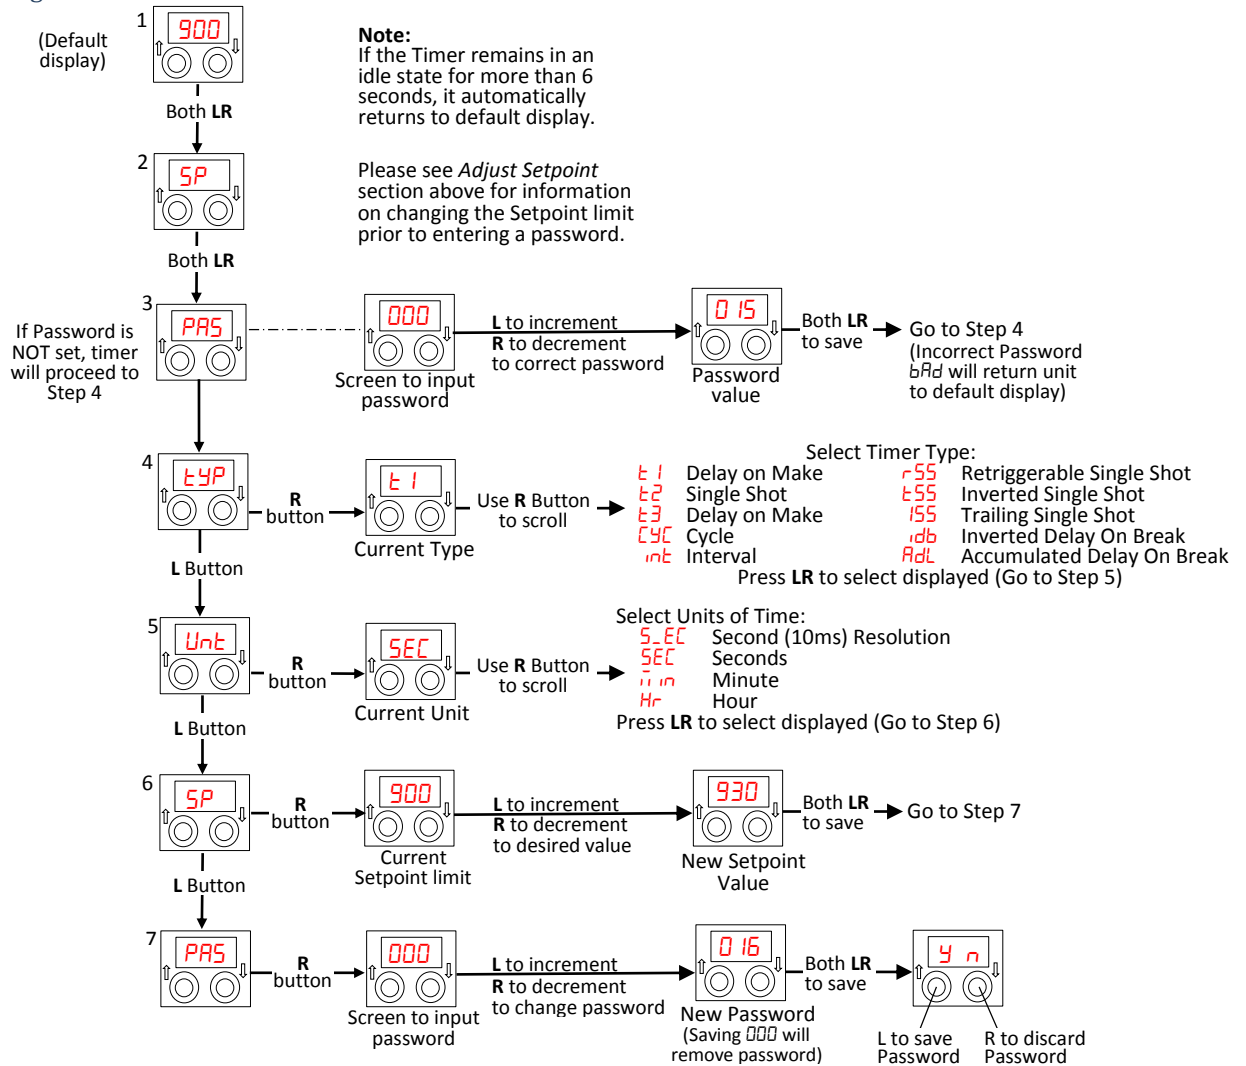 1
900
(Default
display)
Note:
If the Timer remains in an
idle state for more than 6
seconds, it automatically
returns to default display.
Both LR
2
SP
Please see Adjust Setpoint
section above for information
on changing the Setpoint limit
prior to entering a password.
Both LR
3
PAS
If Password is
NOT set, timer
will proceed to
Step 4
000
Screen to input
password
L to increment
R to decrement
to correct password
015
Password
value
Both LR
to save
Go to Step 4
(Incorrect Password
bAd will return unit
to default display)
4
tYP
R
button
t1
Current Type
Use R Button
to scroll
Select Timer Type:
t1 Delay on Make
t2 Single Shot
t3 Delay on Make
CYC Cycle
int Interval
rSS Retriggerable Single Shot
tSS Inverted Single Shot
1SS Trailing Single Shot
idb Inverted Delay On Break
AdL Accumulated Delay On Break
Press LR to select displayed (Go to Step 5)
L Button
5
Unt
R
button
SEC
Current Unit
Use R Button
to scroll
Select Units of Time:
S_EC Second (10ms) Resolution
SEC Seconds
Minute
Hr Hour
Press LR to select displayed (Go to Step 6)
L Button
6
SP
R
button
900
Current
Setpoint limit
L to increment
R to decrement
to desired value
930
New Setpoint
Value
Both LR
to save
Go to Step 7
L Button
7
PAS
R
button
000
Screen to input
password
L to increment
R to decrement
to change password
016
New Password
(Saving 000 will
remove password)
Both LR
to save
y n
L to save
Password
R to discard
Password